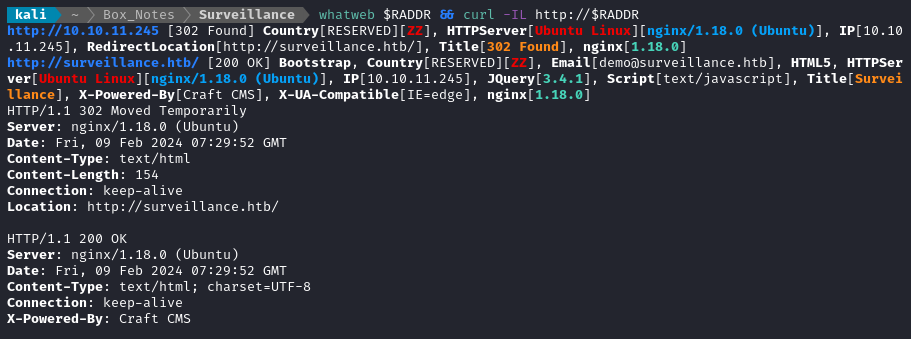 kali ~ Box_Notes Surveillance whatweb $RADDR && curl -IL http://$RADDR
http://10.10.11.245 [302 Found] Country[RESERVED][ZZ], HTTPServer[Ubuntu Linux][nginx/1.18.0 (Ubuntu)], IP[10.10
.11.245], RedirectLocation[http://surveillance.htb/], Title[302 Found], nginx[1.18.0]
http://surveillance.htb/ [200 OK] Bootstrap, Country[RESERVED][ZZ], Email[demo@surveillance.htb], HTML5, HTTPSer
ver[Ubuntu Linux][nginx/1.18.0 (Ubuntu)], IP[10.10.11.245], JQuery[3.4.1], Script[text/javascript], Title[Survei
llance], X-Powered-By[Craft CMS], X-UA-Compatible[IE=edge], nginx[1.18.0]
HTTP/1.1 302 Moved Temporarily
Server: nginx/1.18.0 (Ubuntu)
Date: Fri, 09 Feb 2024 07:29:52 GMT
Content-Type: text/html
Content-Length: 154
Connection: keep-alive
Location: http://surveillance.htb/

HTTP/1.1 200 OK
Server: nginx/1.18.0 (Ubuntu)
Date: Fri, 09 Feb 2024 07:29:52 GMT
Content-Type: text/html; charset=UTF-8
Connection: keep-alive
X-Powered-By: Craft CMS